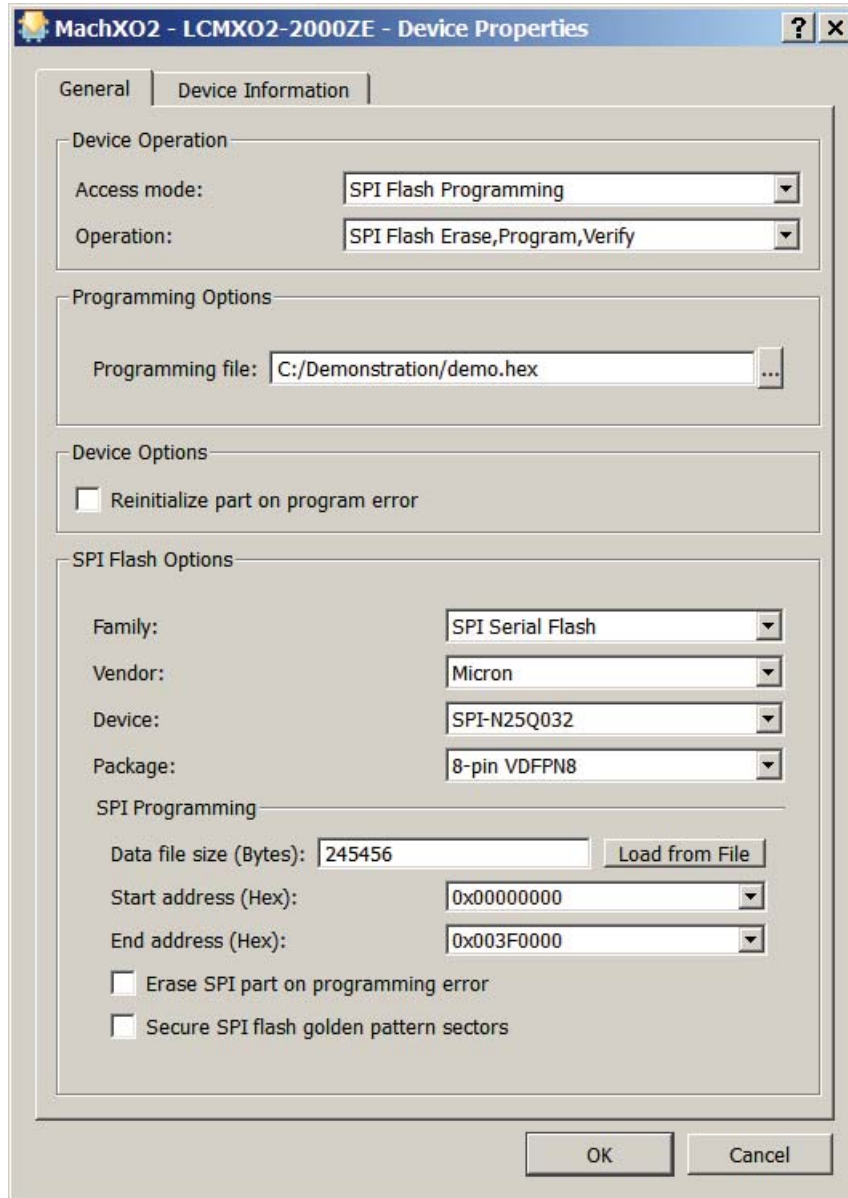 MachXO2 - LCMXO2-2000ZE - Device Properties ? x
General Device Information
Device Operation
Access mode: SPI Flash Programming
Operation: SPI Flash Erase,Program,Verify
Programming Options
Programming file: C:/Demonstration/demo.hex ...
Device Options
Reinitialize part on program error
SPI Flash Options
Family: SPI Serial Flash
Vendor: Micron
Device: SPI-N25Q032
Package: 8-pin VDFPN8
SPI Programming
Data file size (Bytes): 245456 Load from File
Start address (Hex): 0x00000000
End address (Hex): 0x003F0000
Erase SPI part on programming error
Secure SPI flash golden pattern sectors
OK Cancel